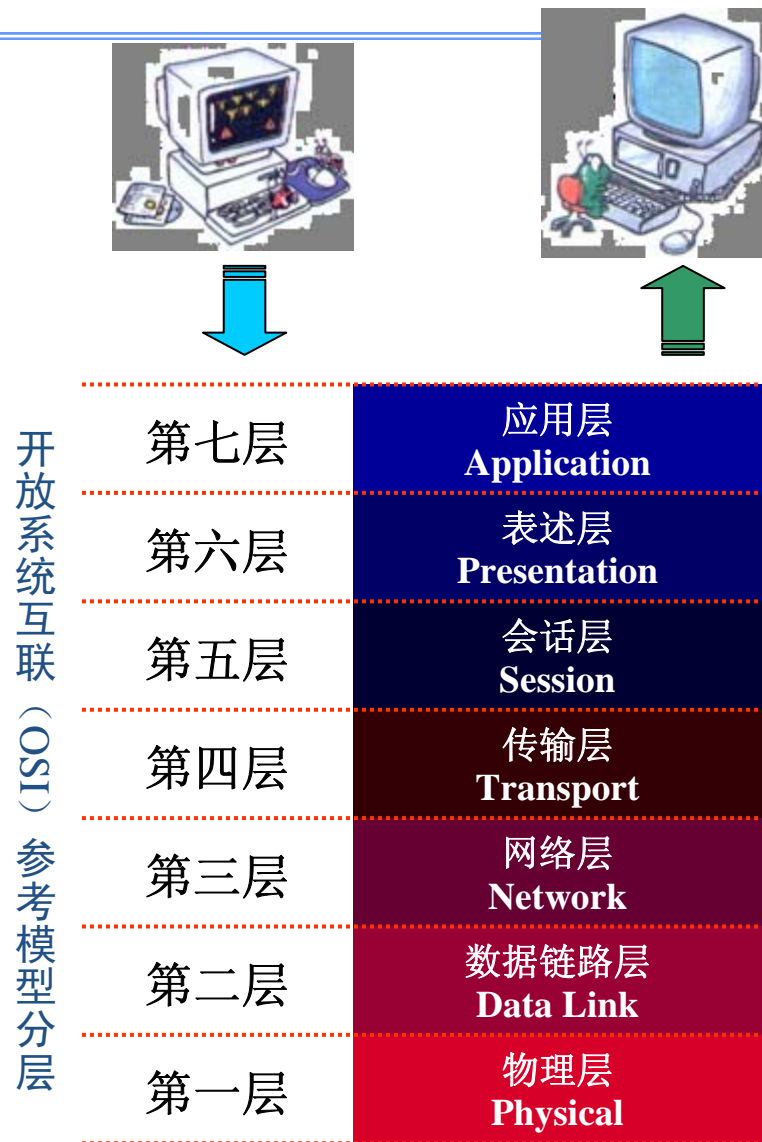 开放系统互联（OSI）参考模型分层
第七层
应用层
Application
第六层
表述层
Presentation
第五层
会话层
Session
第四层
传输层
Transport
第三层
网络层
Network
第二层
数据链路层
Data Link
第一层
物理层
Physical